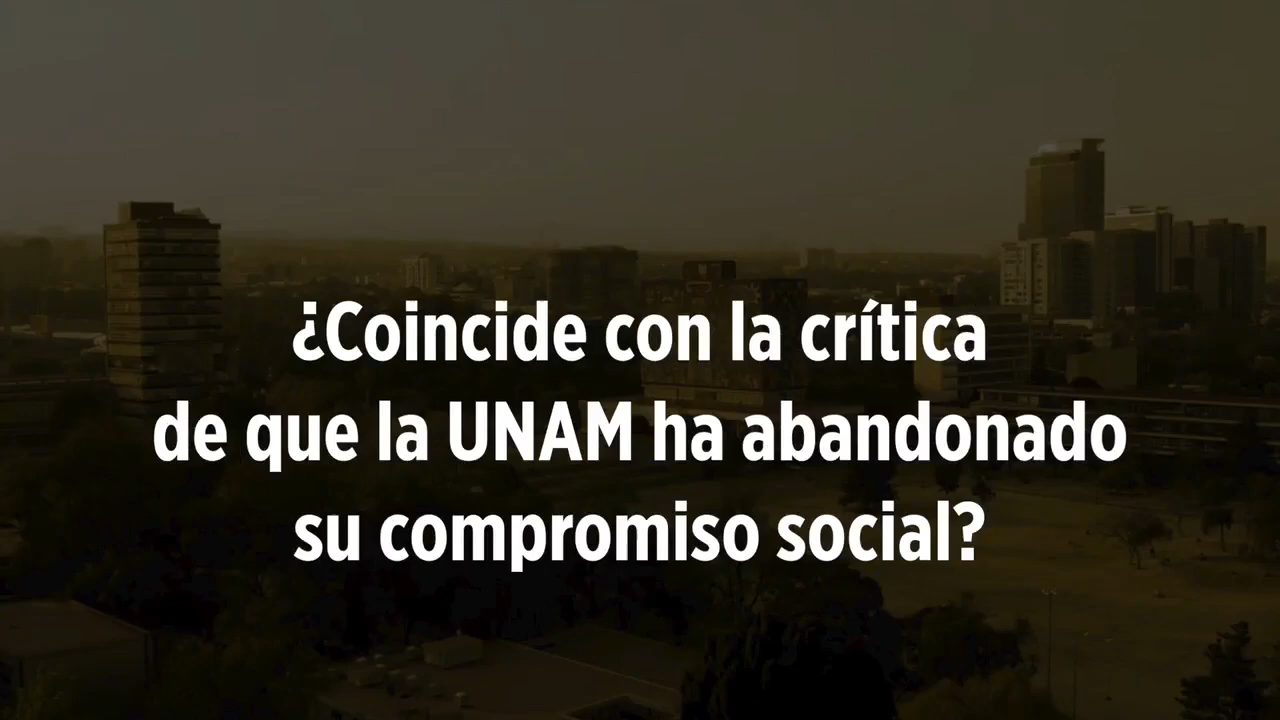 ¿Coincide con la crítica
de que la UNAM ha abandonado
su compromiso social?